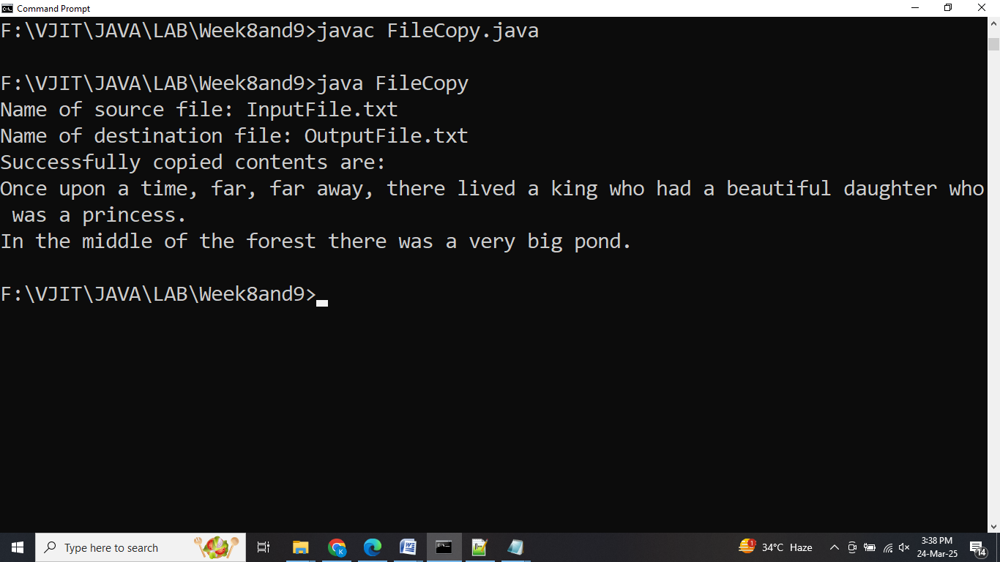 Command Prompt
F:\VJIT\JAVA\LAB\Week8and9>javac FileCopy.java
F:\VJIT\JAVA\LAB\Week8and9>java FileCopy
Name of source file: InputFile.txt
Name of destination file: OutputFile.txt
Successfully copied contents are:
Once upon a time, far, far away, there lived a king who had a beautiful daughter who
 was a princess.
In the middle of the forest there was a very big pond.
F:\VJIT\JAVA\LAB\Week8and9>
Type here to search
1
34°C Haze
3:38 PM
24-Mar-25
14